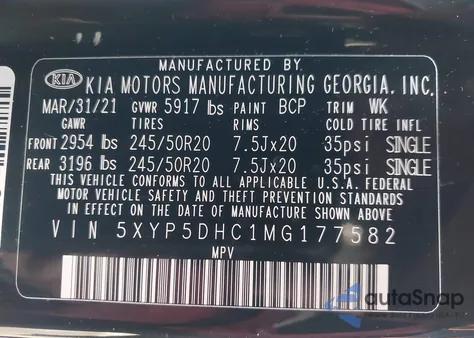 MANUFACTURED BY
KIA KIA MOTORS MANUFACTURING GEORGIA, INC.
MAR/31/21 GVWR 5917 lbs PAINT BCP TRIM WK
GAWR TIRES RIMS COLD TIRE INFL
FRONT 2954 lbs 245/50R20 7.5Jx20 35psi SINGLE
REAR 3196 lbs 245/50R20 7.5Jx20 35psi SINGLE
THIS VEHICLE CONFORMS TO ALL APPLICABLE U.S.A. FEDERAL
MOTOR VEHICLE SAFETY AND THEFT PREVENTION STANDARDS
IN EFFECT ON THE DATE OF MANUFACTURE SHOWN ABOVE
VIN 5XYP5DHC1MG177582
MPV
autoSnap